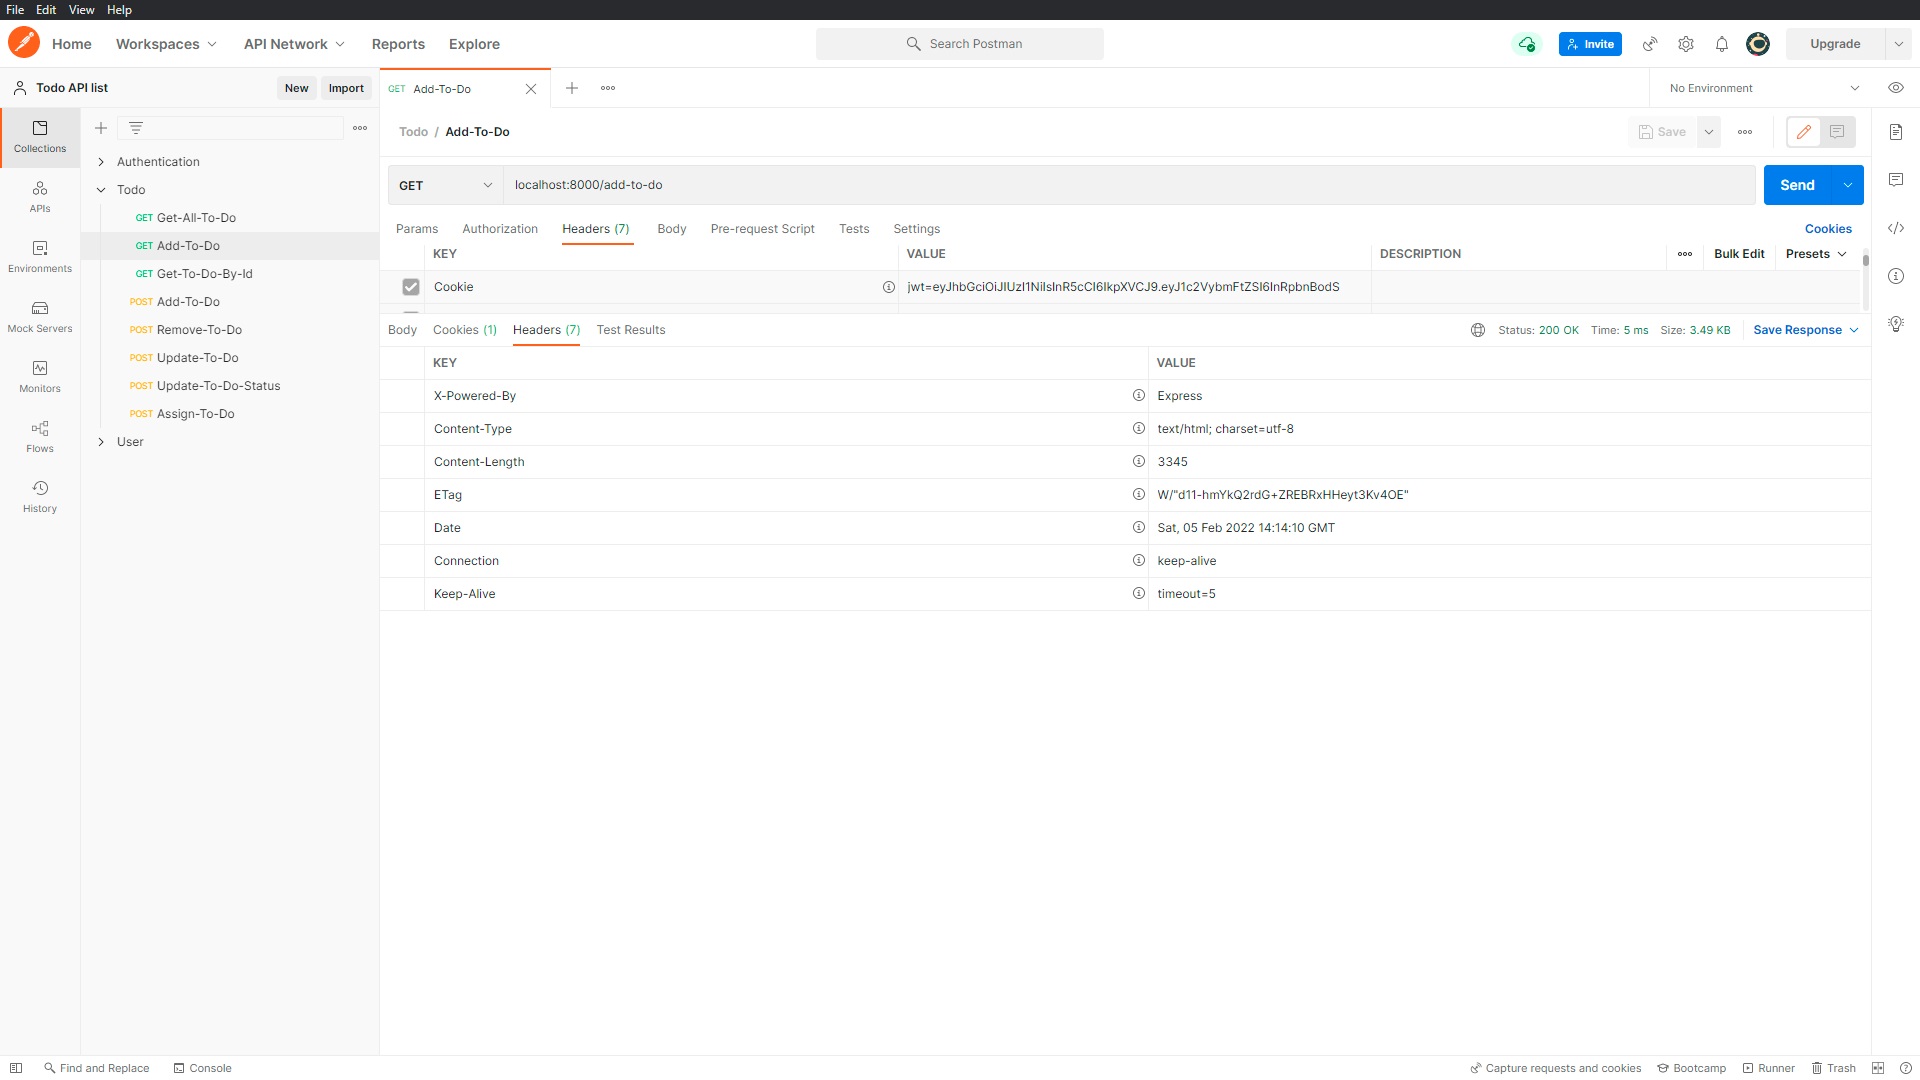 File Edit View Help
Home Workspaces API Network Reports Explore Search Postman Invite Upgrade
Todo API list New Import GET Add-To-Do No Environment
Collections
APIs
Environments
Mock Servers
Monitors
Flows
History
Authentication
Todo
GET Get-All-To-Do
GET Add-To-Do
GET Get-To-Do-By-Id
POST Add-To-Do
POST Remove-To-Do
POST Update-To-Do
POST Update-To-Do-Status
POST Assign-To-Do
User
Todo / Add-To-Do Save
GET localhost:8000/add-to-do Send
Params Authorization Headers (7) Body Pre-request Script Tests Settings Cookies
KEY VALUE DESCRIPTION Bulk Edit Presets
Cookie jwt=eyJhbGciOiJIUzI1NiIsInR5cCI6IkpXVCJ9.eyJ1c2VybmFtZSI6InRpbnBodS
Body Cookies (1) Headers (7) Test Results Status: 200 OK Time: 5 ms Size: 3.49 KB Save Response
KEY VALUE
X-Powered-By Express
Content-Type text/html; charset=utf-8
Content-Length 3345
ETag W/"d11-hmYkQ2rdG+ZREBRxHHeyt3Kv4OE"
Date Sat, 05 Feb 2022 14:14:10 GMT
Connection keep-alive
Keep-Alive timeout=5
Find and Replace Console Capture requests and cookies Bootcamp Runner Trash